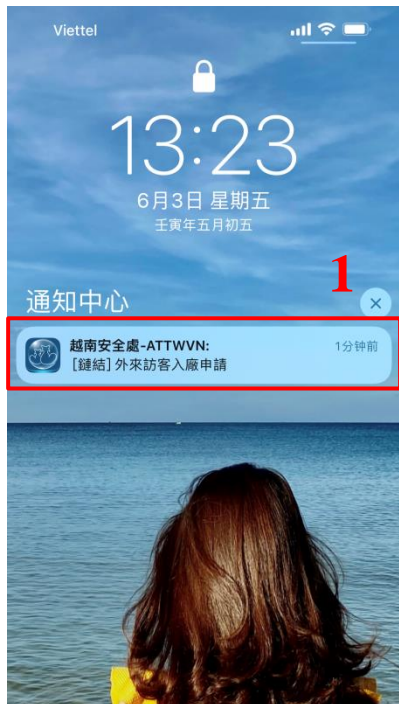 Viettel
13:23
6月3日 星期五
壬寅年五月初五
1
通知中心
越南安全處-ATTWVN:
1分钟前
[鏈結] 外來訪客入廠申請